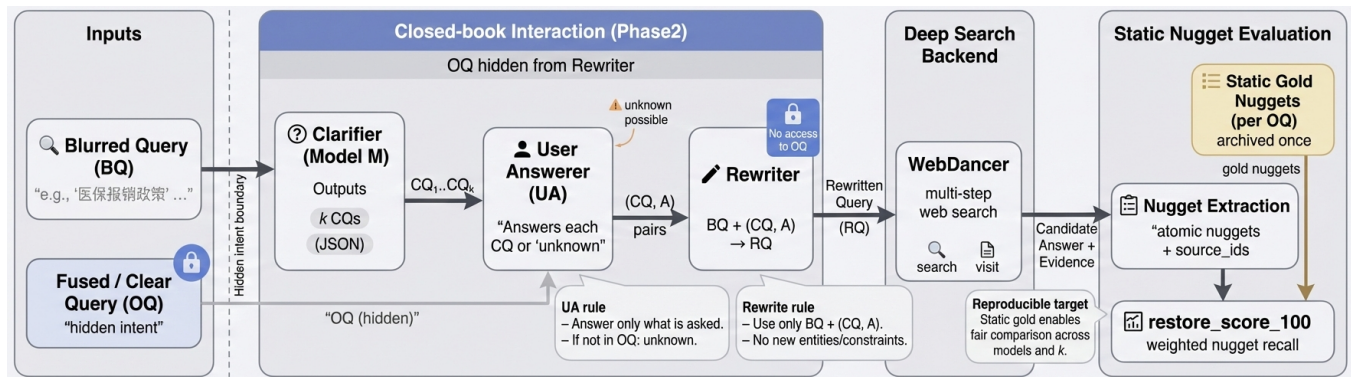 Inputs
Blurred Query
(BQ)
“e.g., ‘医保报销政策’ ...”
Fused / Clear
Query (OQ)
“hidden intent”
Hidden intent boundary
Closed-book Interaction (Phase2)
OQ hidden from Rewriter
Clarifier
(Model M)
Outputs
k CQs
(JSON)
CQ₁..CQₖ
unknown
possible
User
Answerer
(UA)
“Answers each
CQ or ‘unknown”
(CQ, A)
pairs
No access
to OQ
Rewriter
BQ + (CQ, A)
→ RQ
“OQ (hidden)”
UA rule
– Answer only what is asked.
– If not in OQ: unknown.
Rewrite rule
– Use only BQ + (CQ, A).
– No new entities/constraints.
Rewritten
Query
(RQ)
Deep Search
Backend
WebDancer
multi-step
web search
search
visit
Candidate
Answer +
Evidence
Static Nugget Evaluation
Static Gold
Nuggets
(per OQ)
archived once
gold nuggets
Nugget Extraction
“atomic nuggets
+ source_ids
Reproducible target
Static gold enables
fair comparison across
models and k.
restore_score_100
weighted nugget recall